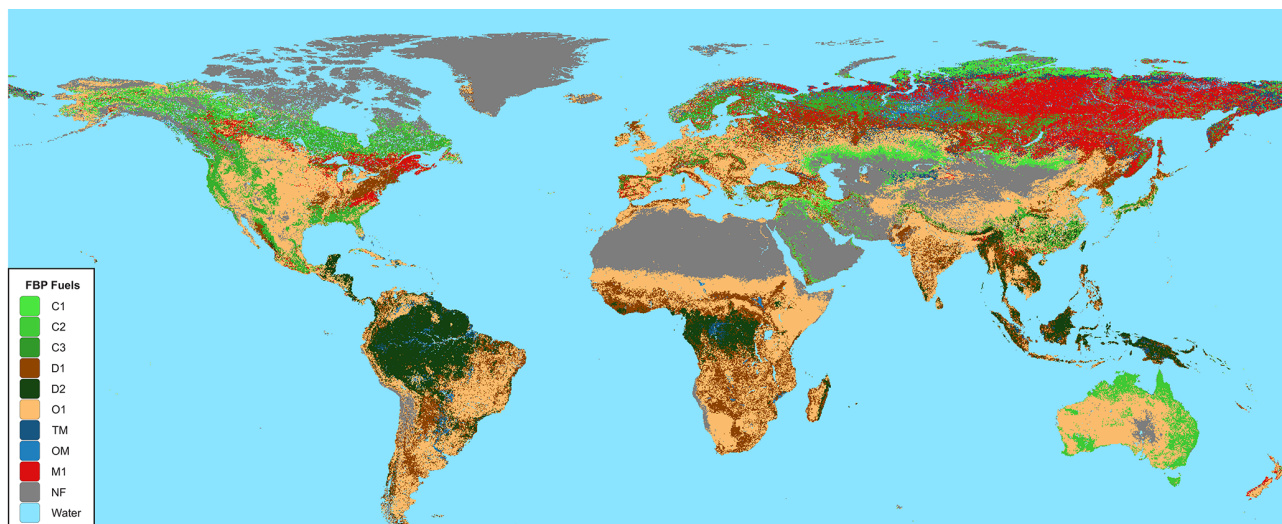 FBP Fuels
C1
C2
C3
D1
D2
O1
TM
OM
M1
NF
Water